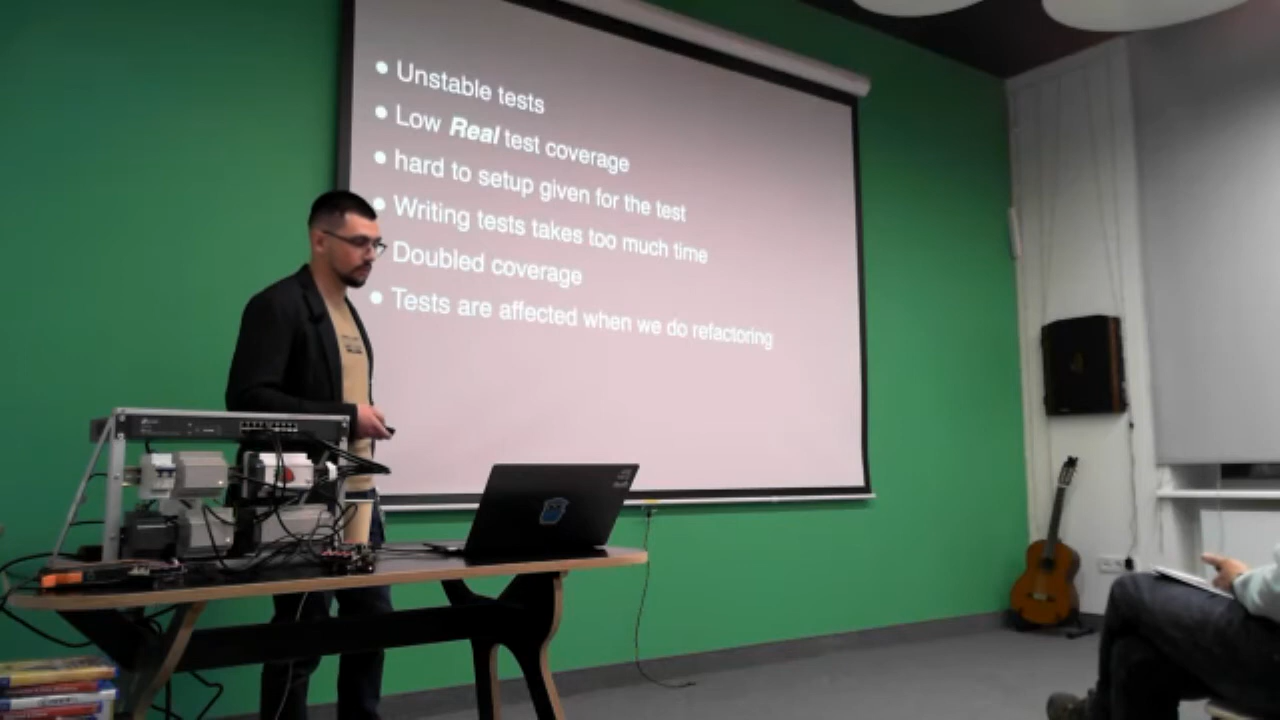 Unstable tests
Low Real test coverage
hard to setup given for the test
Writing tests takes too much time
Doubled coverage
Tests are affected when we do refactoring